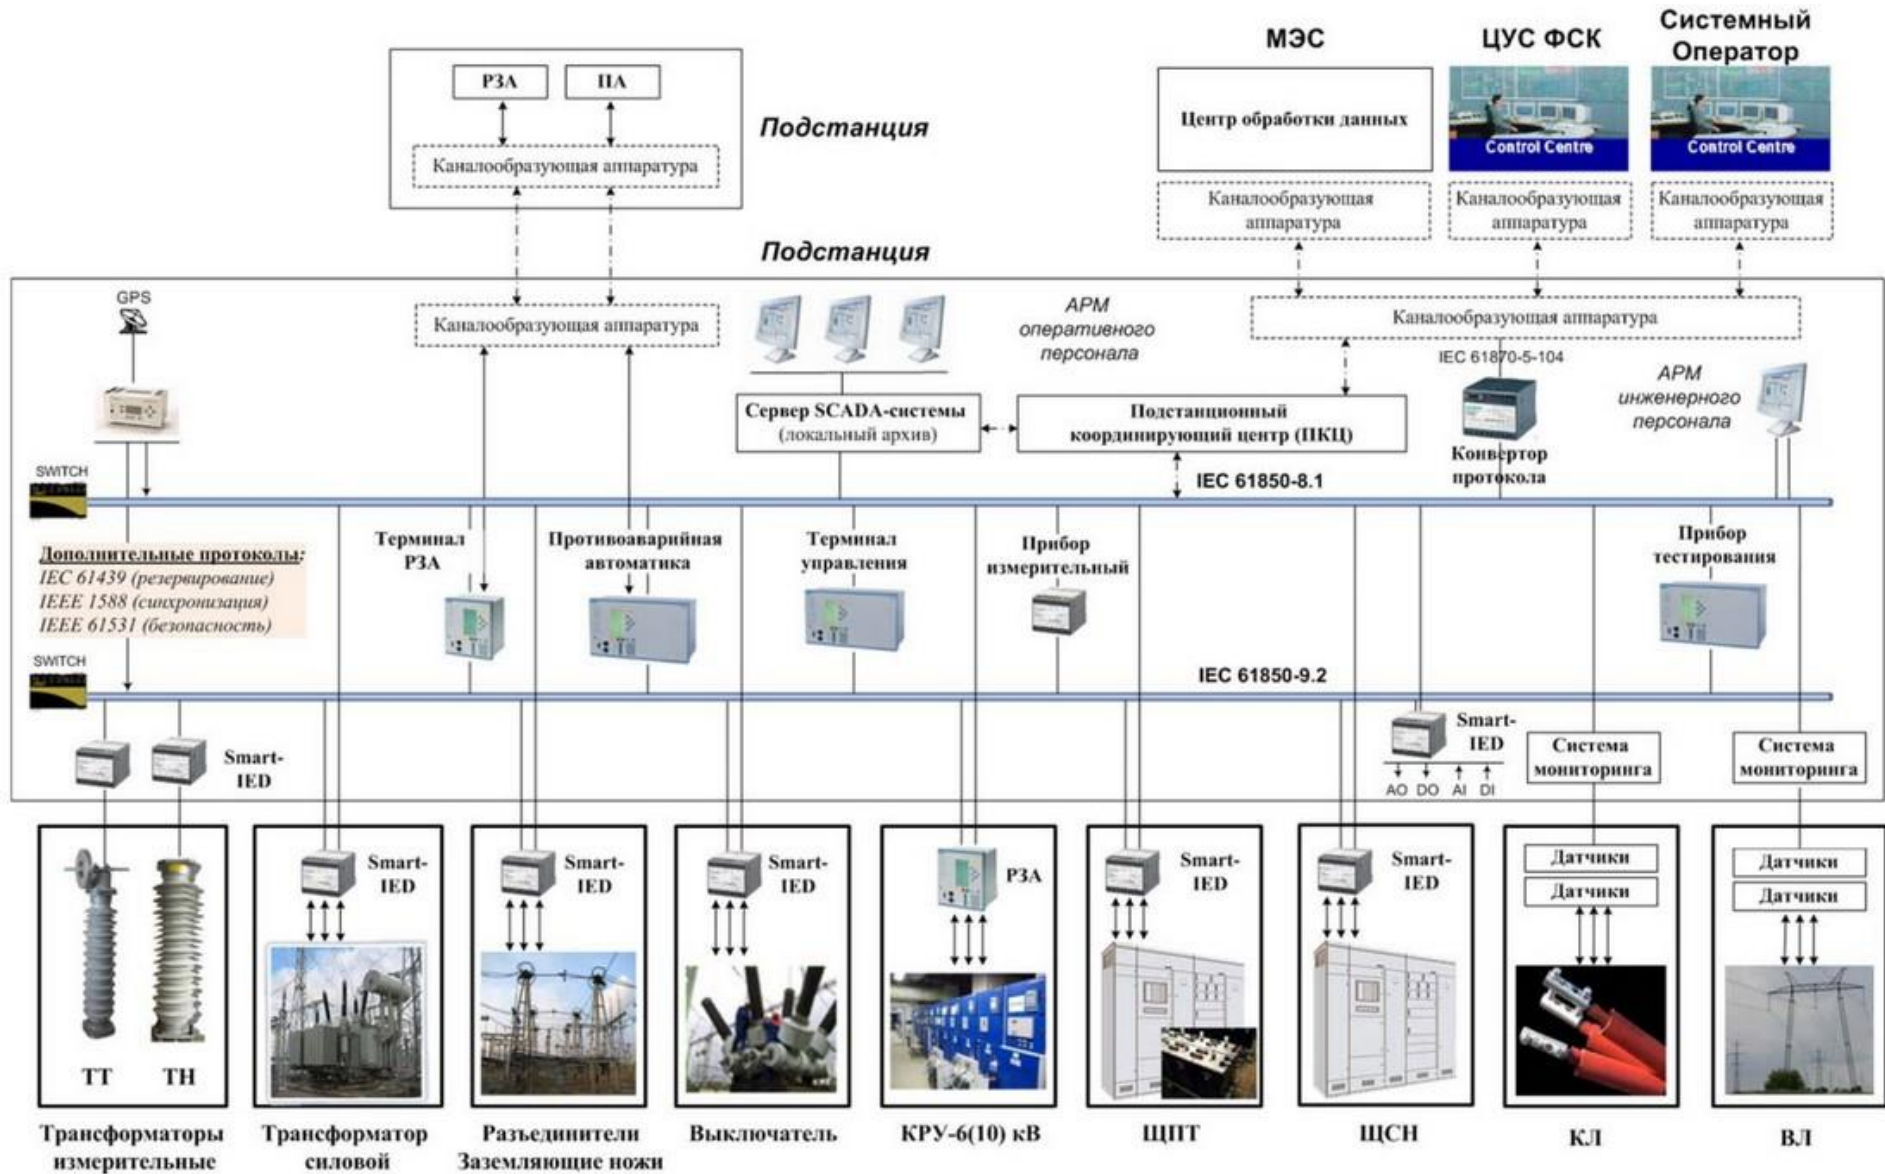 МЭС
ЦУС ФСК
Системный
Оператор
РЗА
ПА
Подстанция
Каналообразующая аппаратура
Центр обработки данных
Control Centre
Control Centre
Каналообразующая
аппаратура
Каналообразующая
аппаратура
Каналообразующая
аппаратура
Подстанция
GPS
Каналообразующая аппаратура
АРМ
оперативного
персонала
Каналообразующая аппаратура
IEC 61870-5-104
АРМ
инженерного
персонала
Сервер SCADA-системы
(локальный архив)
Подстанционный
координирующий центр (ПКЦ)
Конвертор
протокола
SWITCH
IEC 61850-8.1
Дополнительные протоколы:
IEC 61439 (резервирование)
IEEE 1588 (синхронизация)
IEEE 61531 (безопасность)
Терминал
РЗА
Противоаварийная
автоматика
Терминал
управления
Прибор
измерительный
Прибор
тестирования
SWITCH
IEC 61850-9.2
Smart-
IED
Smart-
IED
AO DO AI DI
Система
мониторинга
Система
мониторинга
Smart-
IED
Smart-
IED
Smart-
IED
РЗА
Smart-
IED
Smart-
IED
Датчики
Датчики
Датчики
Датчики
ТТ
ТН
Трансформаторы
измерительные
Трансформатор
силовой
Разъединители
Заземляющие ножи
Выключатель
КРУ-6(10) кВ
ЩПТ
ЩСН
КЛ
ВЛ